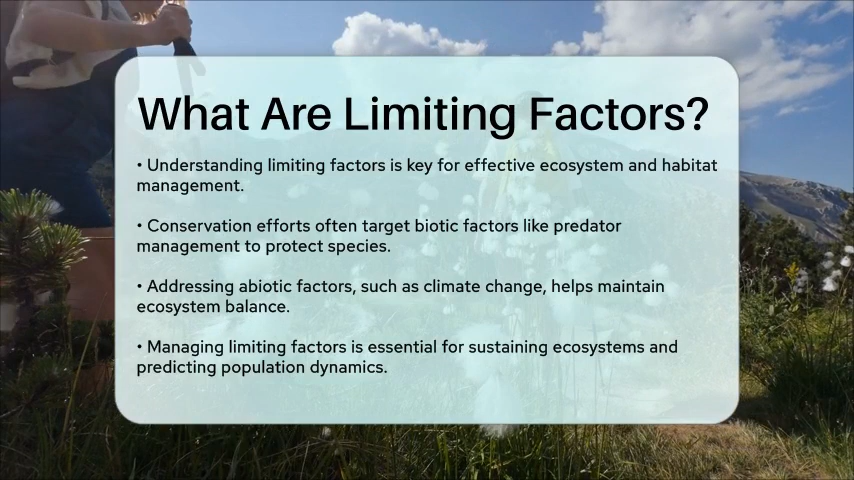 What Are Limiting Factors?
• Understanding limiting factors is key for effective ecosystem and habitat
management.
• Conservation efforts often target biotic factors like predator
management to protect species.
• Addressing abiotic factors, such as climate change, helps maintain
ecosystem balance.
• Managing limiting factors is essential for sustaining ecosystems and
predicting population dynamics.